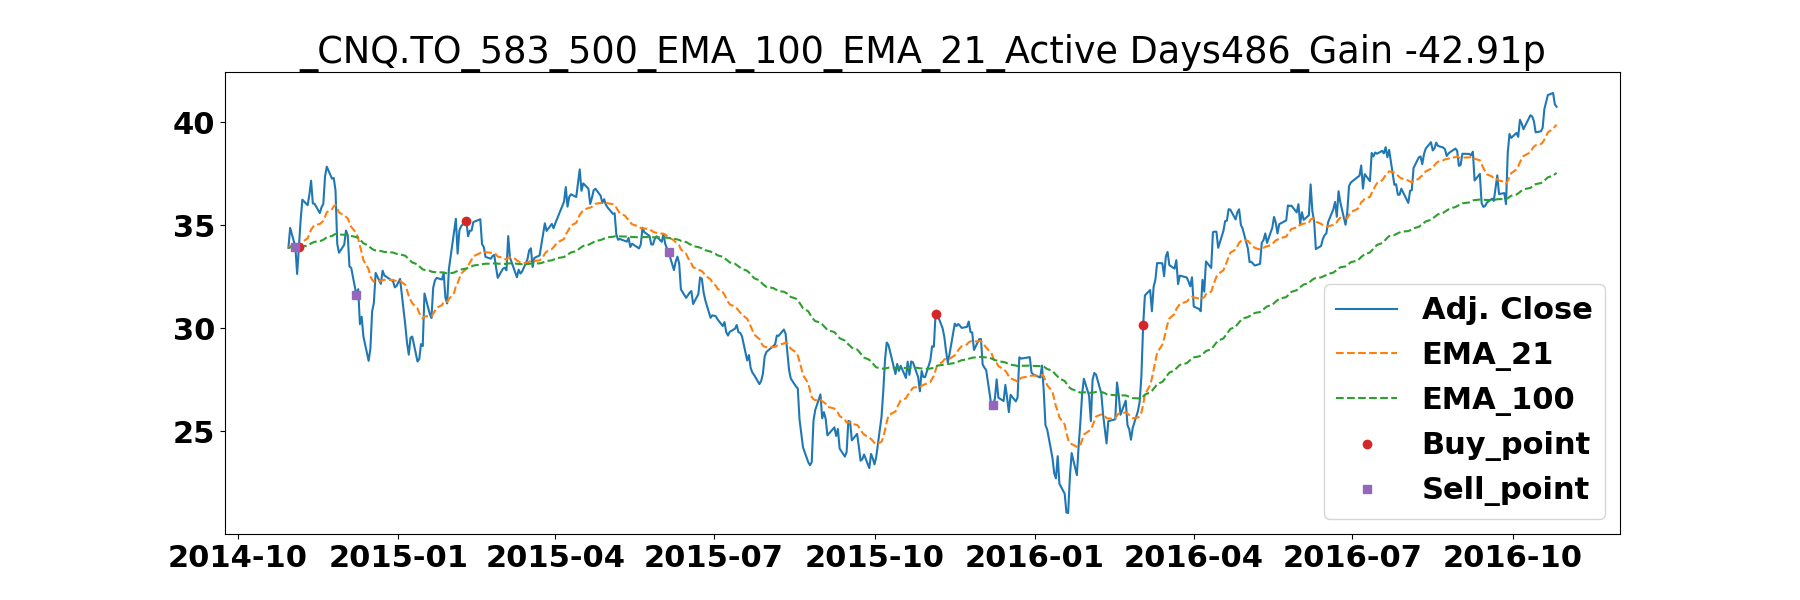 _CNQ.TO_583_500_EMA_100_EMA_21_Active Days486_Gain -42.91p
40
35
30
25
Adj. Close
EMA_21
EMA_100
Buy_point
Sell_point
2014-10 2015-01 2015-04 2015-07 2015-10 2016-01 2016-04 2016-07 2016-10